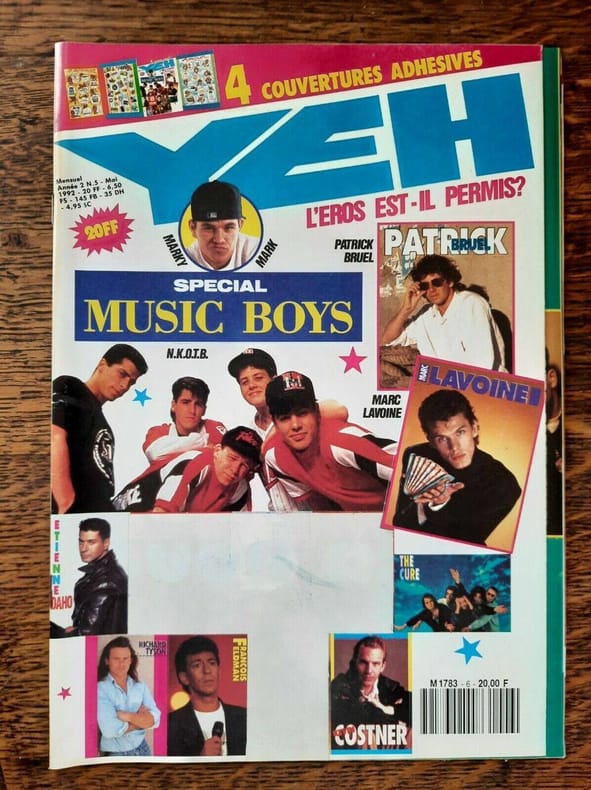 4 COUVERTURES ADHESIVES
YEH
YEH
Mensuel
Année 2 N.5 - Mai
1992 - 20 FF - 6,50
FS - 145 FB - 35 DH
- 4,95 $C
20FF
L'EROS EST-IL PERMIS?
MARKY MARK
PATRICK
BRUEL
PATRICK
BRUEL
SPECIAL
MUSIC BOYS
N.K.O.T.B.
MARC
LAVOINE
MARC
LAVOINE
ETIENNE
DAHO
THE
CURE
RICHARD
TYSON
FRANÇOIS
FELDMAN
COSTNER
M 1783 - 6 - 20,00 F